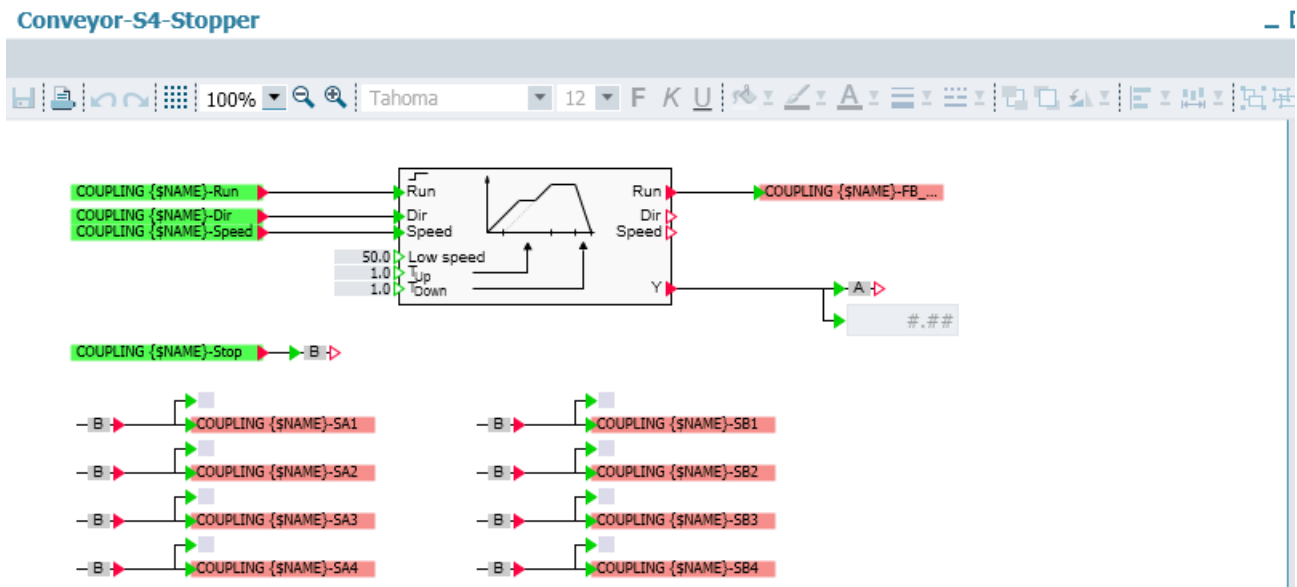 Conveyor-S4-Stopper
100% Tahoma 12 F K U A
COUPLING {$NAME}-Run Run Run COUPLING {$NAME}-FB_...
COUPLING {$NAME}-Dir Dir Dir
COUPLING {$NAME}-Speed Speed Speed
50.0 Low speed
1.0 TUp
1.0 TDown Y A
#.##
COUPLING {$NAME}-Stop B
B COUPLING {$NAME}-SA1 B COUPLING {$NAME}-SB1
B COUPLING {$NAME}-SA2 B COUPLING {$NAME}-SB2
B COUPLING {$NAME}-SA3 B COUPLING {$NAME}-SB3
B COUPLING {$NAME}-SA4 B COUPLING {$NAME}-SB4